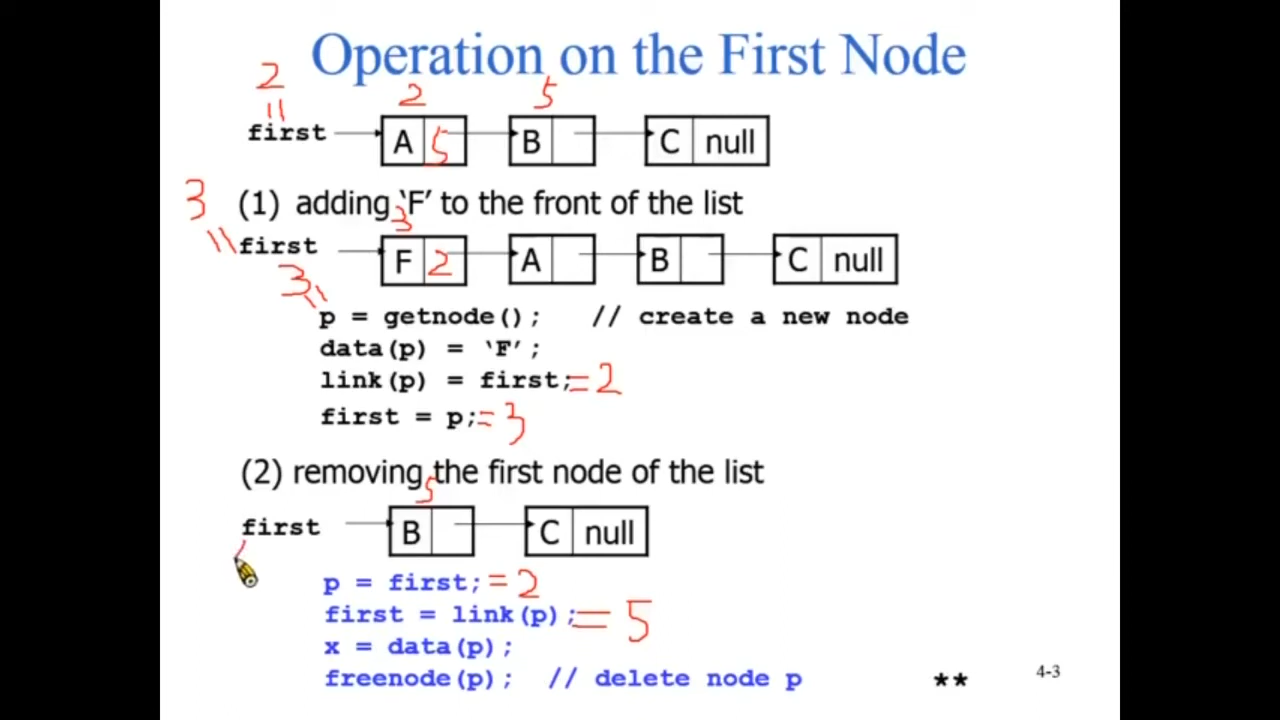 Operation on the First Node
2
2 5
first A 5 B C null
3 (1) adding ‘F’ to the front of the list
3
first F 2 A B C null
3
p = getnode(); // create a new node
data(p) = ‘F’;
link(p) = first; =2
first = p; =3
(2) removing the first node of the list
5
first B C null
p = first; =2
first = link(p); =5
x = data(p);
freenode(p); // delete node p
** 4-3